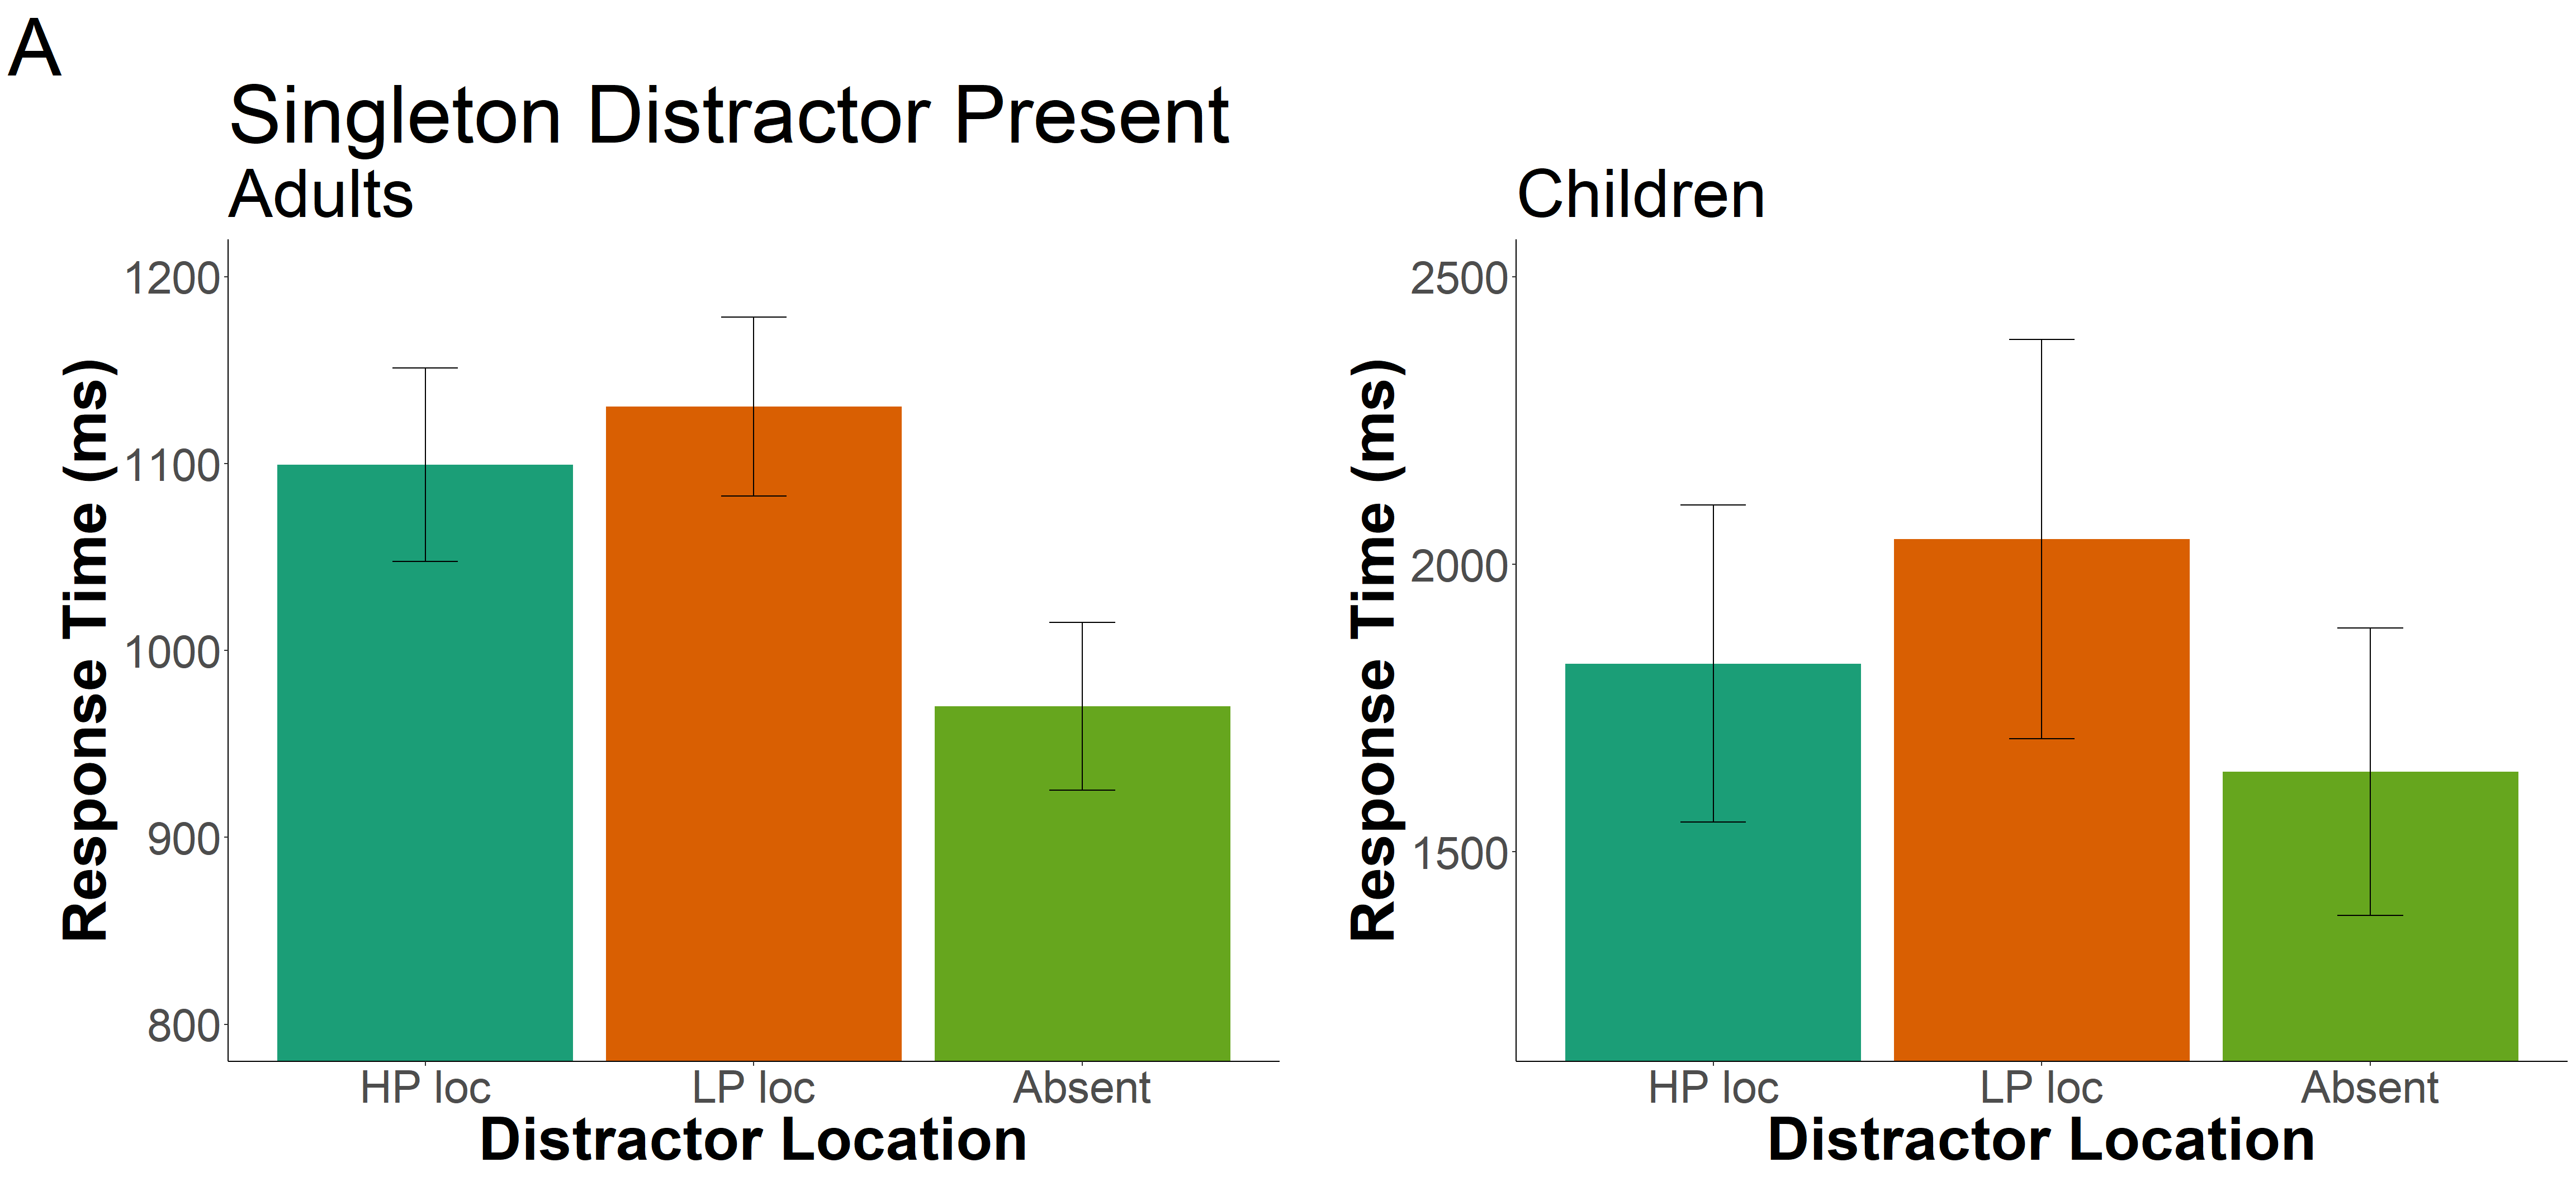 A
Singleton Distractor Present
Adults
1200
1100
1000
900
800
Response Time (ms)
HP loc
LP loc
Absent
Distractor Location
Children
2500
2000
1500
Response Time (ms)
HP loc
LP loc
Absent
Distractor Location